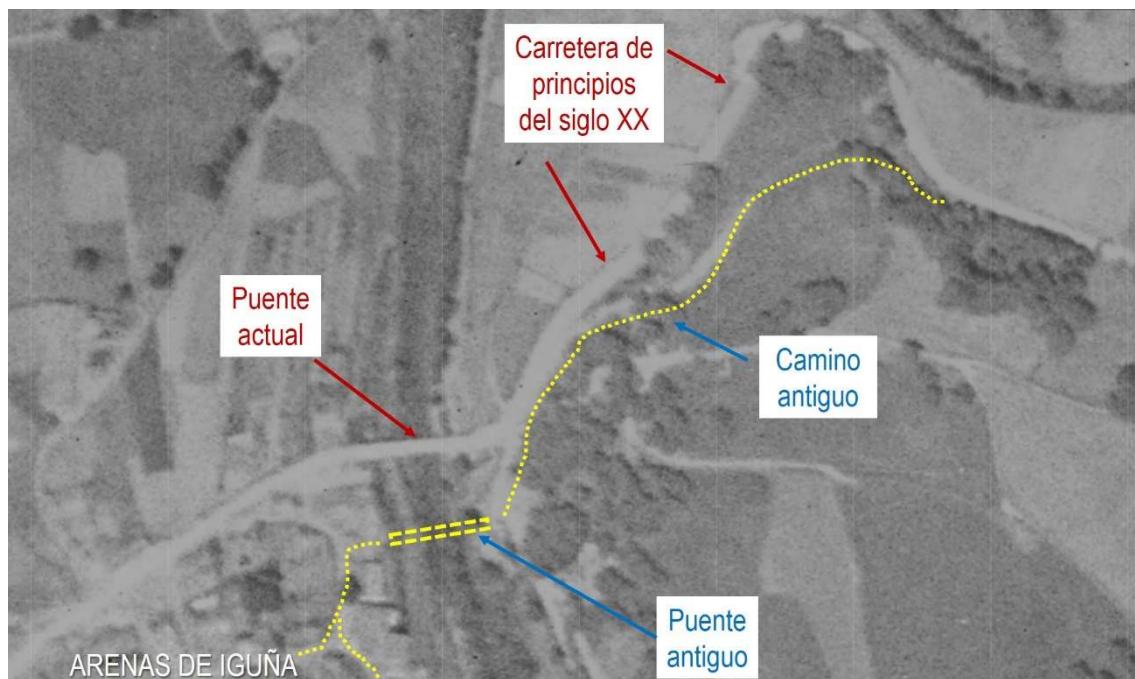 Carretera de
principios
del siglo XX
Puente
actual
Camino
antiguo
Puente
antiguo
ARENAS DE IGUÑA